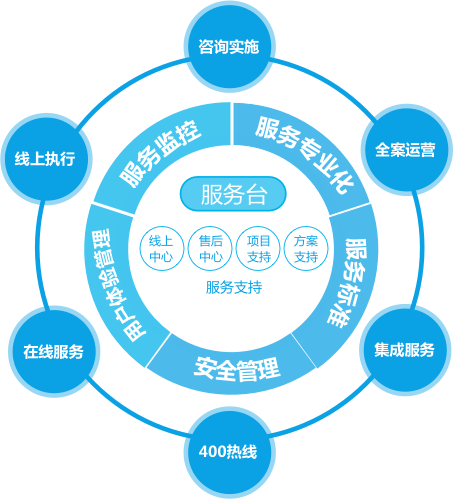 咨询实施
线上执行
全案运营
服务监控
服务专业化
服务台
线上
中心
售后
中心
项目
支持
方案
支持
服务支持
用户体验管理
服务标准
安全管理
在线服务
集成服务
400热线